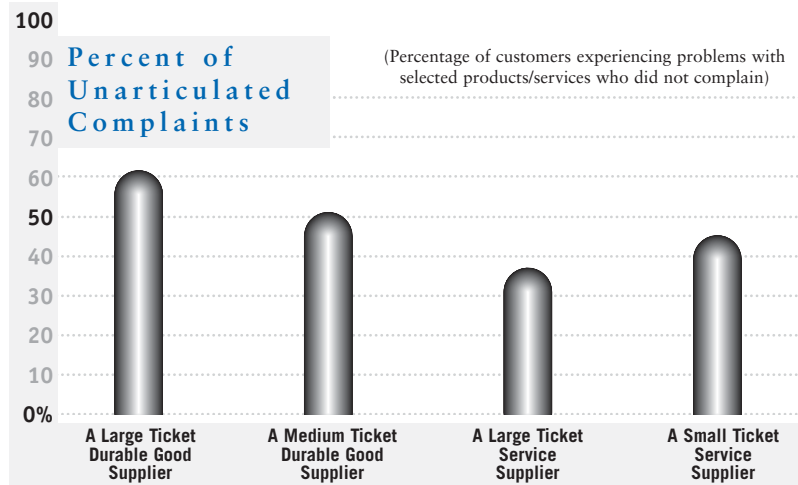 Percent of
Unarticulated
Complaints
(Percentage of customers experiencing problems with
selected products/services who did not complain)
100
90
80
70
60
50
40
30
20
10
0%
A Large Ticket
Durable Good
Supplier
A Medium Ticket
Durable Good
Supplier
A Large Ticket
Service
Supplier
A Small Ticket
Service
Supplier